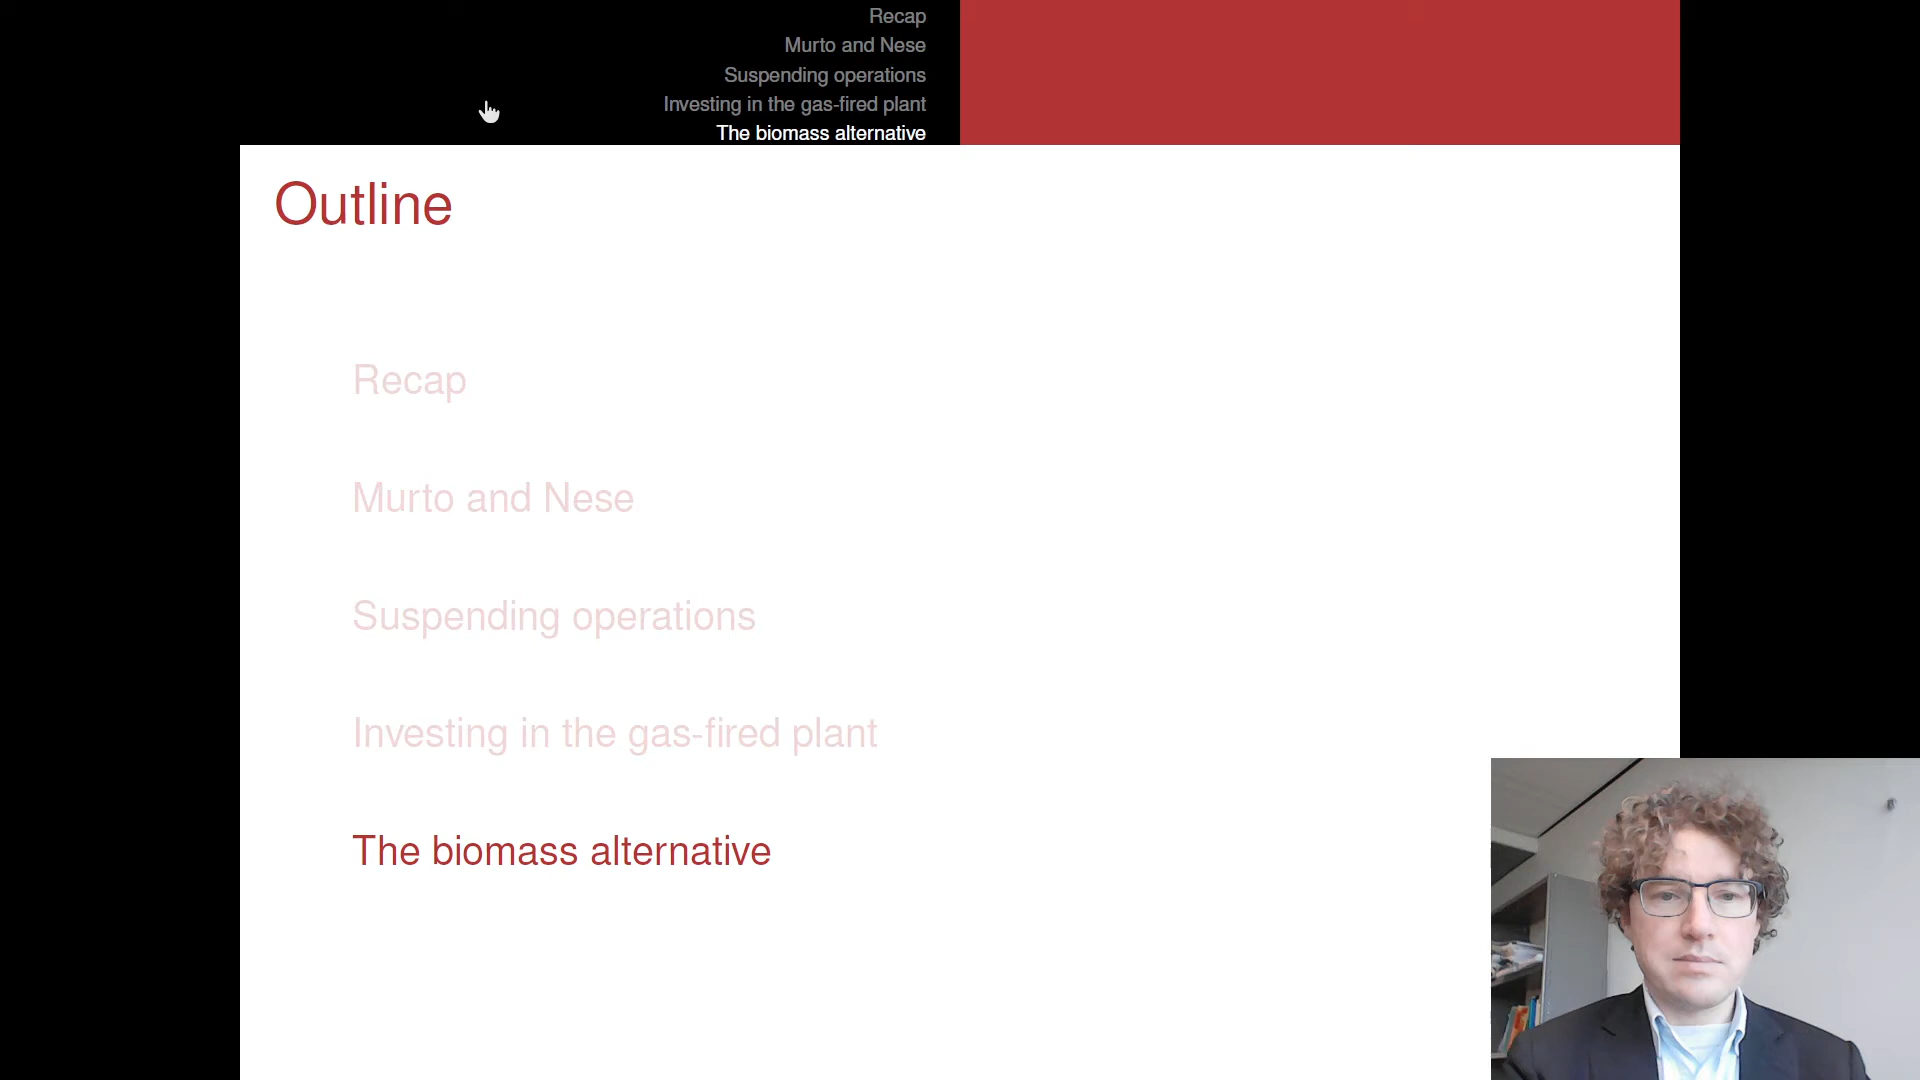 Recap
Murto and Nese
Suspending operations
Investing in the gas-fired plant
The biomass alternative
Outline
Recap
Murto and Nese
Suspending operations
Investing in the gas-fired plant
The biomass alternative